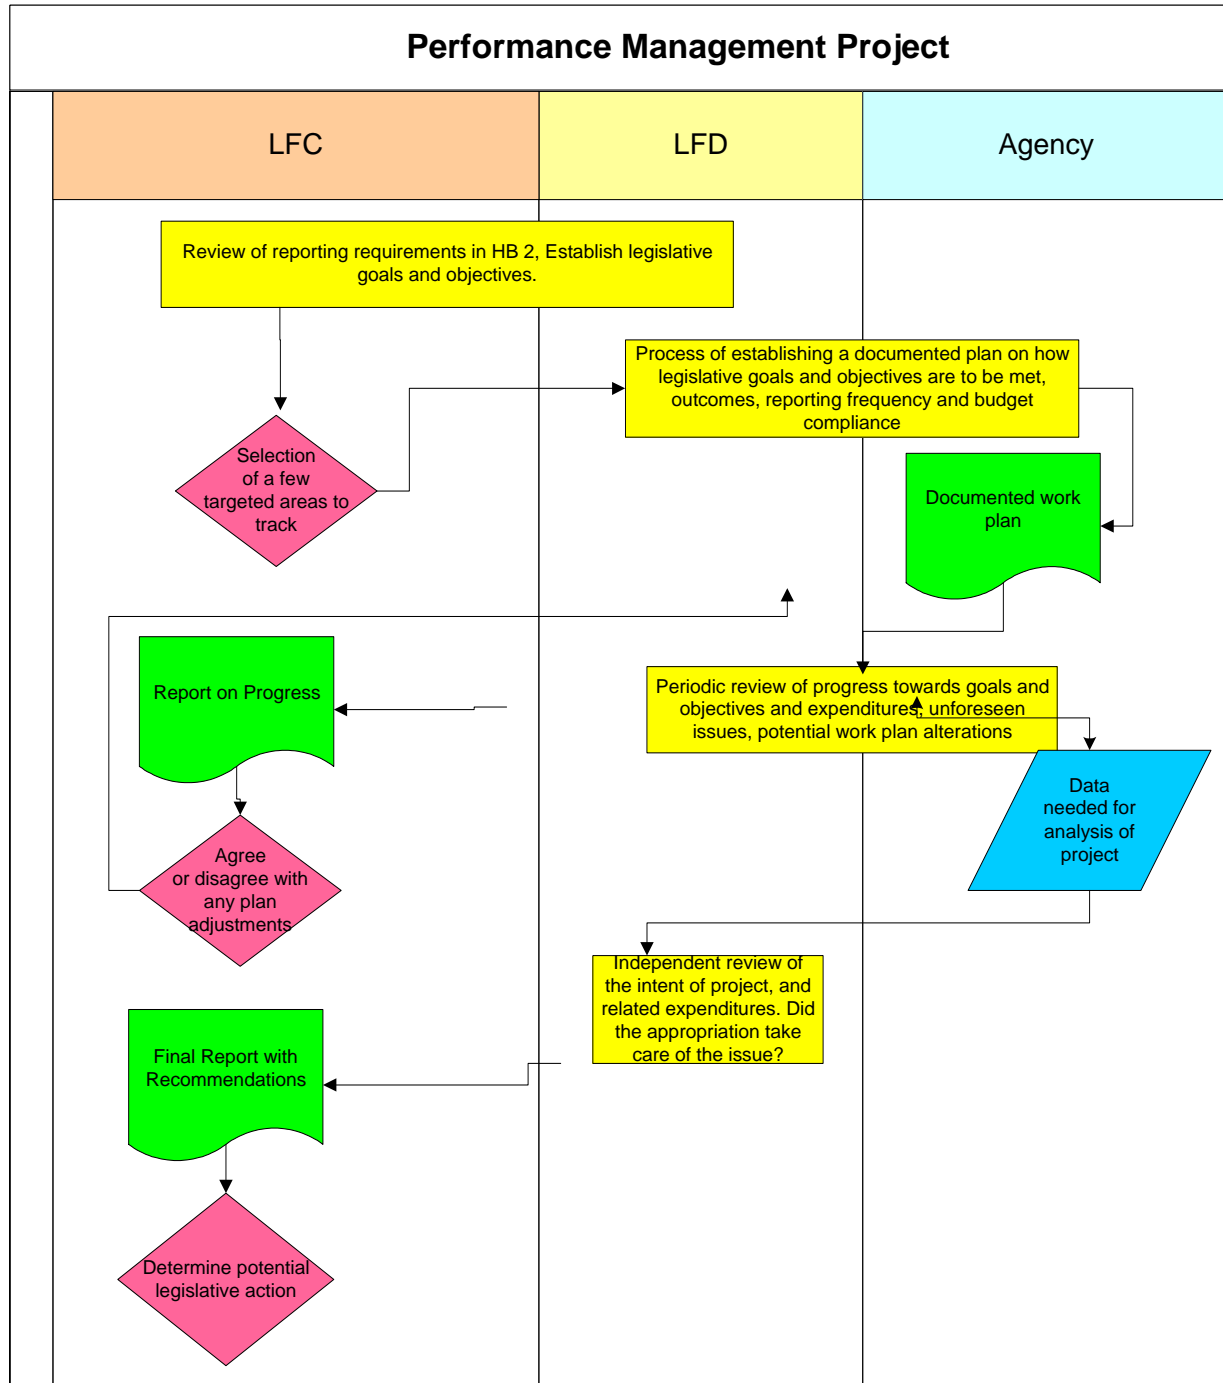 Performance Management Project
LFC
LFD
Agency
Review of reporting requirements in HB 2, Establish legislative
goals and objectives.
Process of establishing a documented plan on how
legislative goals and objectives are to be met,
outcomes, reporting frequency and budget
compliance
Selection
of a few
targeted areas to
track
Documented work
plan
Report on Progress
Periodic review of progress towards goals and
objectives and expenditures, unforeseen
issues, potential work plan alterations
Data
needed for
analysis of
project
Agree
or disagree with
any plan
adjustments
Independent review of
the intent of project, and
related expenditures. Did
the appropriation take
care of the issue?
Final Report with
Recommendations
Determine potential
legislative action